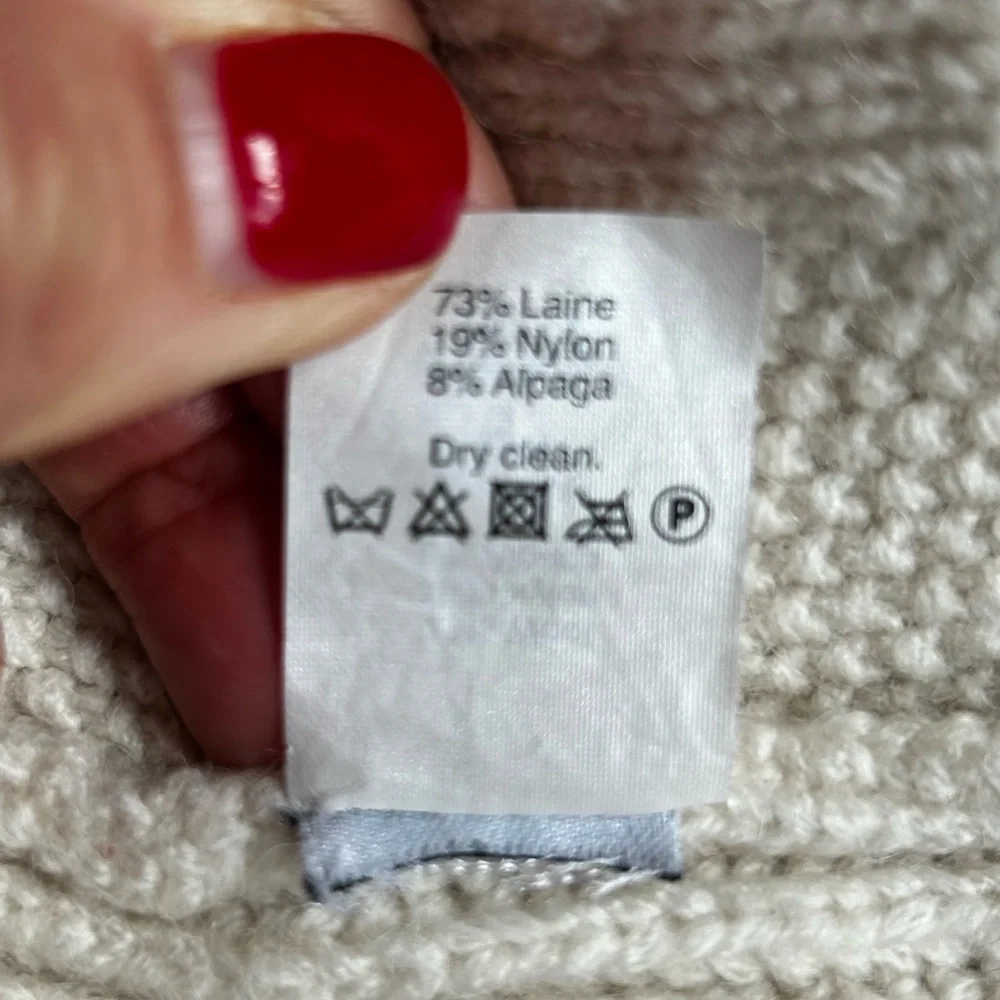 73% Laine
19% Nylon
8% Alpaga
Dry clean.
P